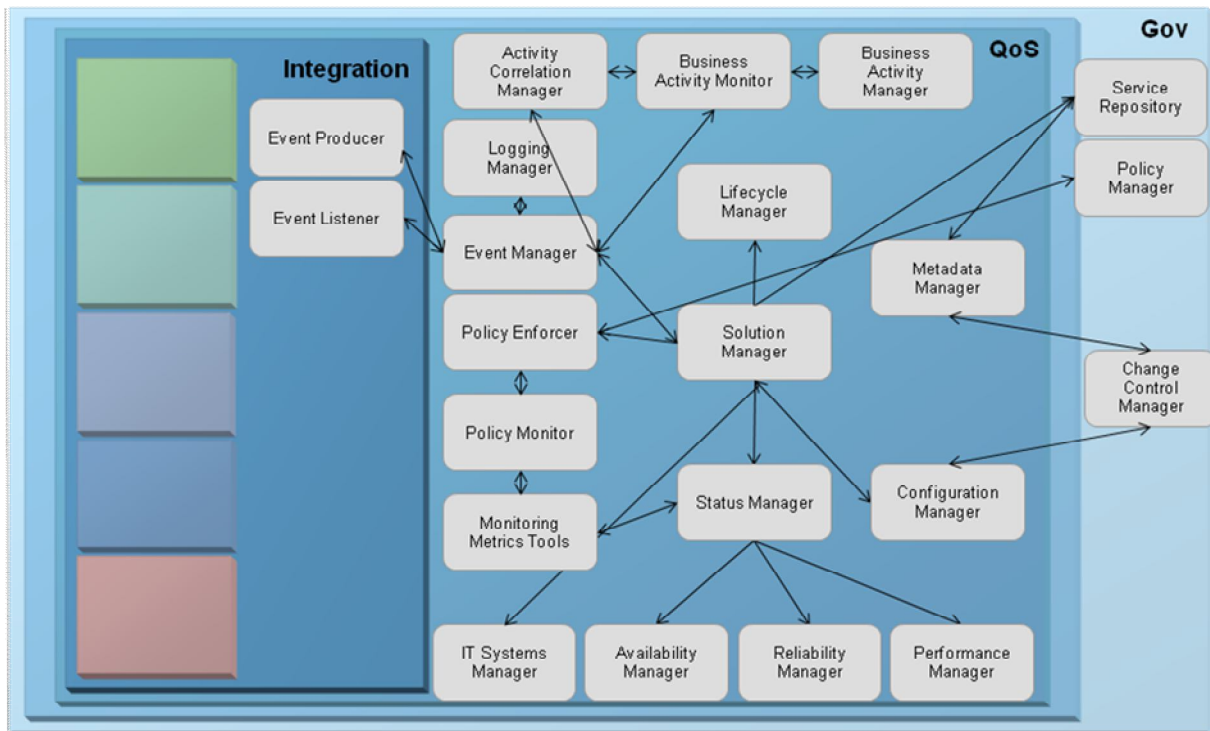 Gov
QoS
Integration
Activity
Correlation
Manager
Business
Activity Monitor
Business
Activity
Manager
Service
Repository
Event Producer
Logging
Manager
Policy
Manager
Lifecycle
Manager
Event Listener
Event Manager
Metadada
Manager
Policy Enforcer
Solution
Manager
Change
Control
Manager
Policy Monitor
Status Manager
Configuration
Manager
Monitoring
Metrics Tools
IT Systems
Manager
Availability
Manager
Reliability
Manager
Performance
Manager